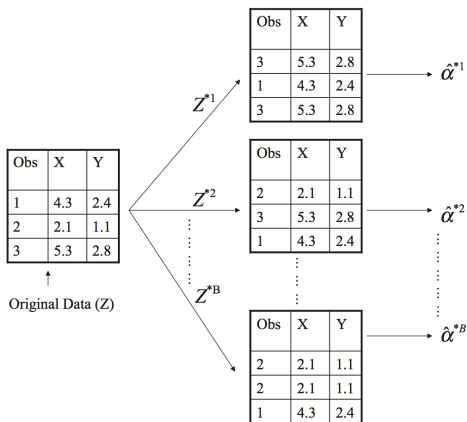 Obs X Y
1 4.3 2.4
2 2.1 1.1
3 5.3 2.8
Original Data (Z)
Z*1
Obs X Y
3 5.3 2.8
1 4.3 2.4
3 5.3 2.8
α̂*1
Z*2
Obs X Y
2 2.1 1.1
3 5.3 2.8
1 4.3 2.4
α̂*2
Z*B
Obs X Y
2 2.1 1.1
2 2.1 1.1
1 4.3 2.4
α̂*B